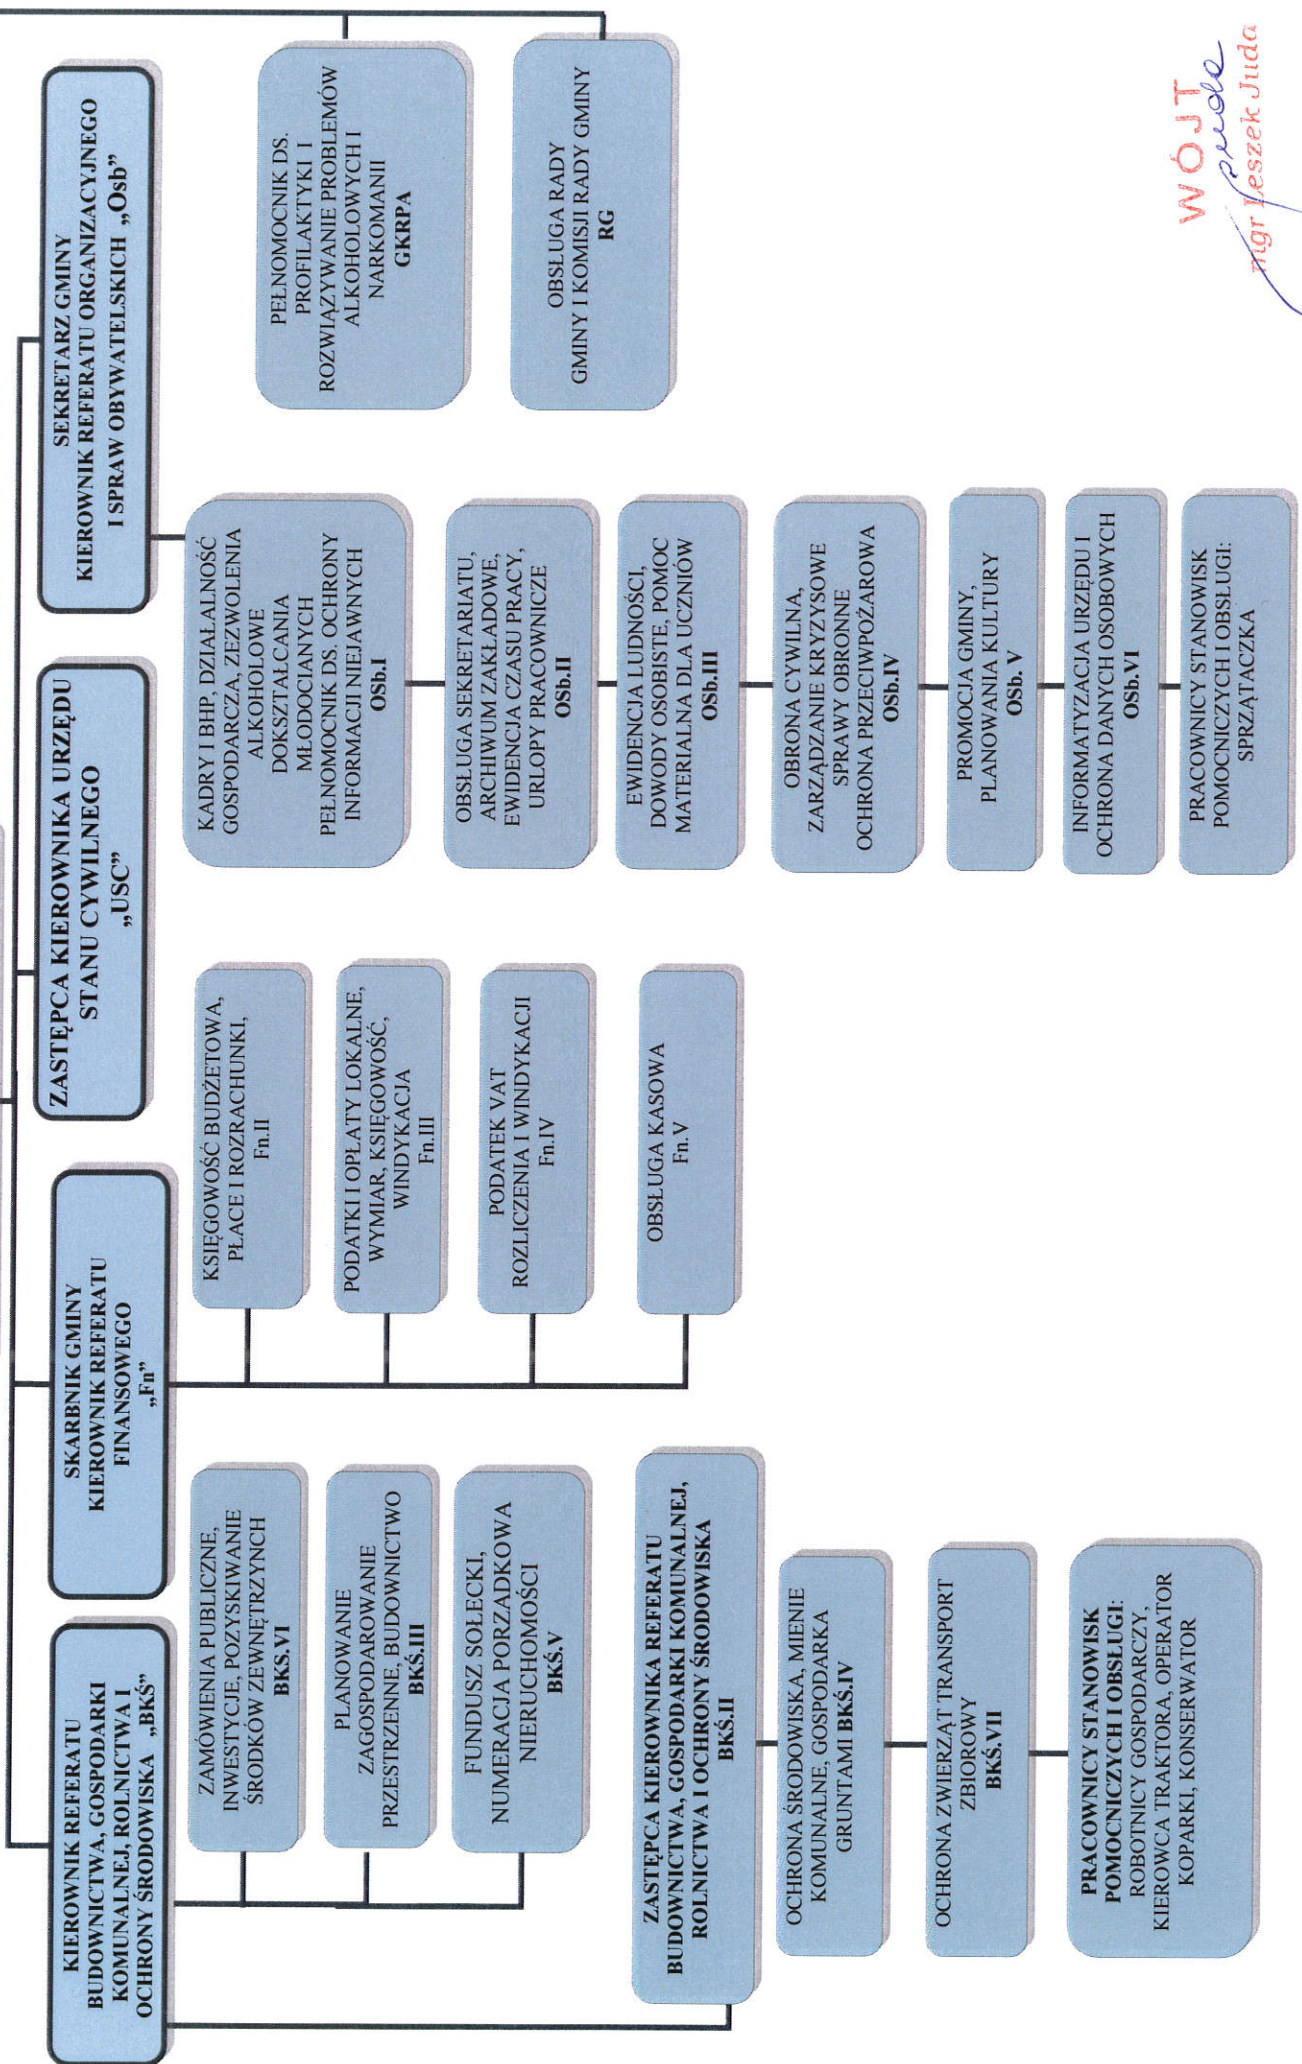 KIEROWNIK REFERATU
BUDOWNICTWA, GOSPODARKI
KOMUNALNEJ, ROLNICTWA I
OCHRONY ŚRODOWISKA „BKŚ”
SKARBNIK GMINY
KIEROWNIK REFERATU
FINANSOWEGO
„Fn”
ZASTĘPCA KIEROWNIKA URZĘDU
STANU CYWILNEGO
„USC”
SEKRETARZ GMINY
KIEROWNIK REFERATU ORGANIZACYJNEGO
I SPRAW OBYWATELSKICH „Osb”
ZAMÓWIENIA PUBLICZNE,
INWESTYCJE, POZYSKIWANIE
ŚRODKÓW ZEWNĘTRZYNCH
BKŚ.VI
PLANOWANIE
ZAGOSPODAROWANIE
PRZESTRZENNE, BUDOWNICTWO
BKŚ.III
FUNDUSZ SOŁECKI,
NUMERACJA PORZADKOWA
NIERUCHOMOŚCI
BKŚ.V
ZASTĘPCA KIEROWNIKA REFERATU
BUDOWNICTWA, GOSPODARKI KOMUNALNEJ,
ROLNICTWA I OCHRONY ŚRODOWISKA
BKŚ.II
OCHRONA ŚRODOWISKA, MIENIE
KOMUNALNE, GOSPODARKA
GRUNTAMI BKŚ.IV
OCHRONA ZWIERZĄT TRANSPORT
ZBIOROWY
BKŚ.VII
PRACOWNICY STANOWISK
POMOCNICZYCH I OBSŁUGI:
ROBOTNICY GOSPODARCZY,
KIEROWCA TRAKTORA, OPERATOR
KOPARKI, KONSERWATOR
KSIĘGOWOŚĆ BUDŻETOWA,
PŁACE I ROZRACHUNKI,
Fn.II
PODATKI I OPŁATY LOKALNE,
WYMIAR, KSIĘGOWOŚĆ,
WINDYKACJA
Fn.III
PODATEK VAT
ROZLICZENIA I WINDYKACJI
Fn.IV
OBSŁUGA KASOWA
Fn.V
KADRY I BHP, DZIAŁALNOŚĆ
GOSPODARCZA, ZEZWOLENIA
ALKOHOLOWE
DOKSZTAŁCANIA
MŁODOCIANYCH
PEŁNOMOCNIK DS. OCHRONY
INFORMACJI NIEJAWNYCH
OSb.I
OBSŁUGA SEKRETARIATU,
ARCHIWUM ZAKŁADOWE,
EWIDENCJA CZASU PRACY,
URLOPY PRACOWNICZE
OSb.II
EWIDENCJA LUDNOŚCI,
DOWODY OSOBISTE, POMOC
MATERIALNA DLA UCZNIÓW
OSb.III
OBRONA CYWILNA,
ZARZĄDZANIE KRYZYSOWE
SPRAWY OBRONNE
OCHRONA PRZECIWPOŻAROWA
OSb.IV
PROMOCJA GMINY,
PLANOWANIA KULTURY
OSb.V
INFORMATYZACJA URZĘDU I
OCHRONA DANYCH OSOBOWYCH
OSb.VI
PRACOWNICY STANOWISK
POMOCNICZYCH I OBSŁUGI:
SPRZĄTACZKA
PEŁNOMOCNIK DS.
PROFILAKTYKI I
ROZWIĄZYWANIE PROBLEMÓW
ALKOHOLOWYCH I
NARKOMANII
GKRPA
OBSŁUGA RADY
GMINY I KOMISJI RADY GMINY
RG
WÓJT
mgr Leszek Juda